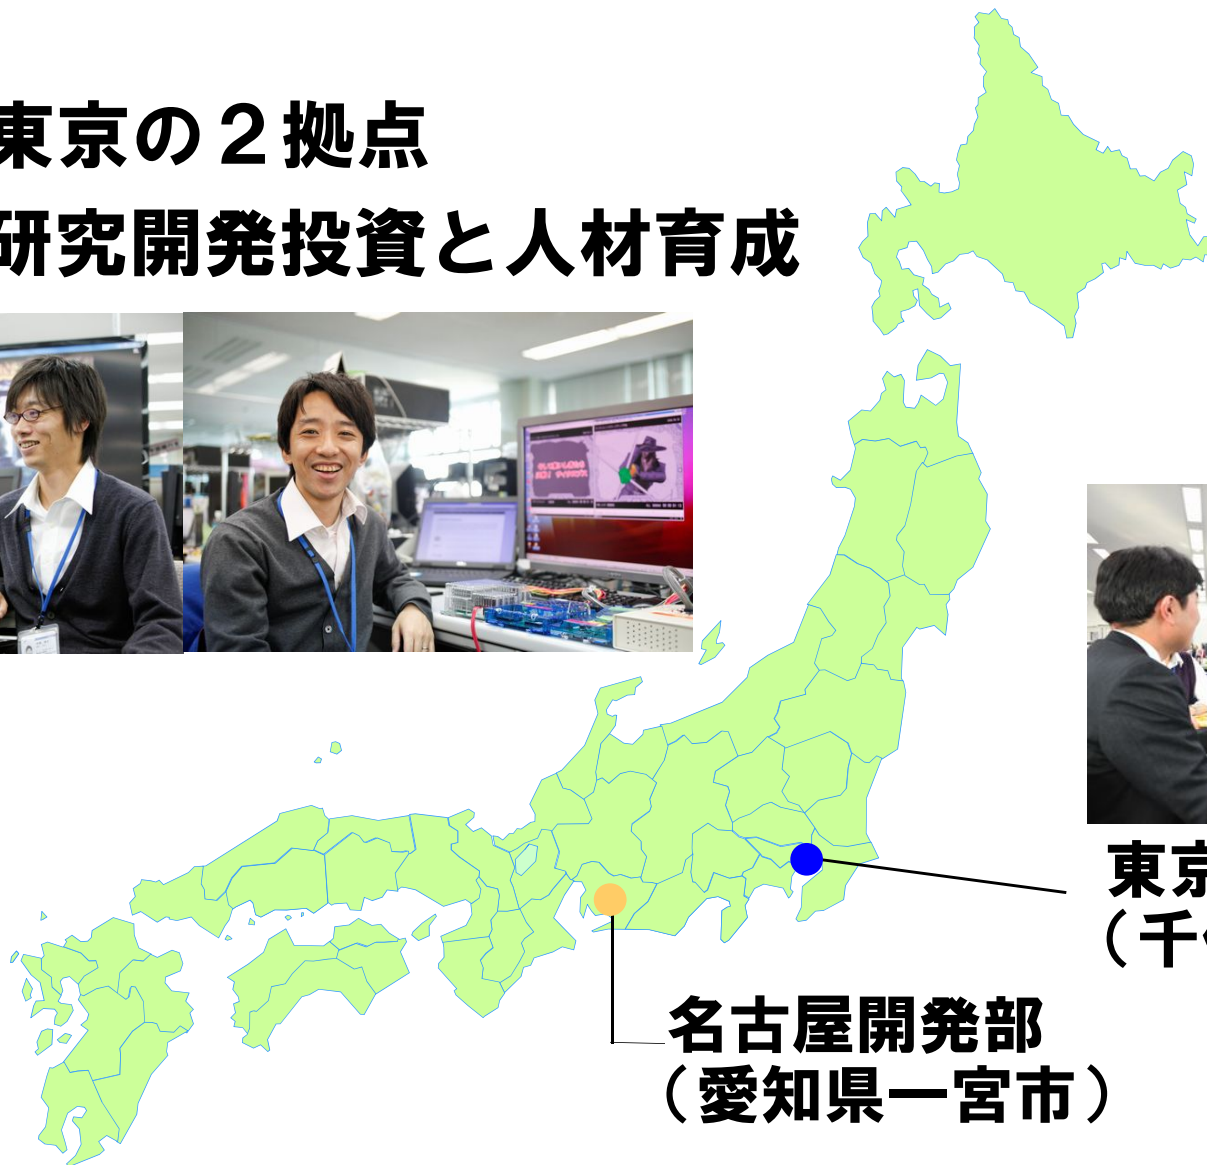 東京の２拠点
研究開発投資と人材育成
東京
（千
名古屋開発部
（愛知県一宮市）